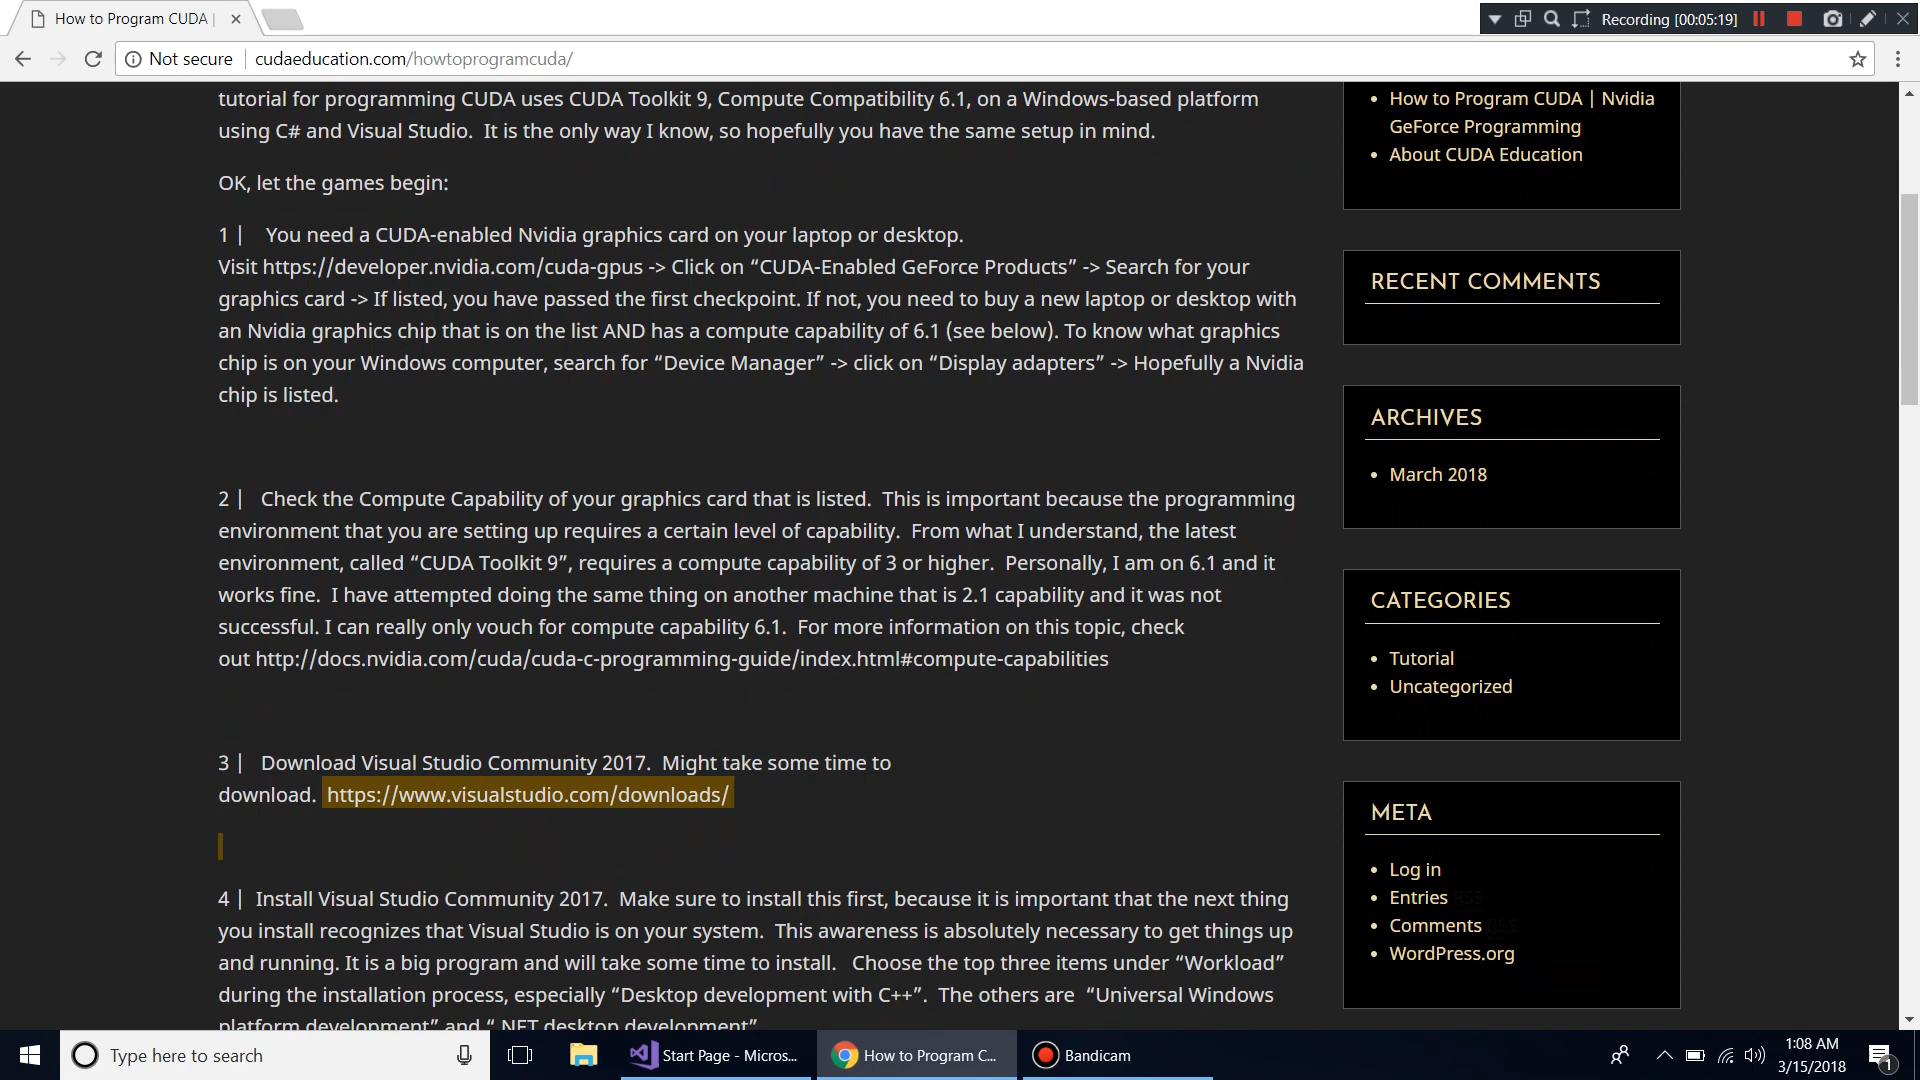 How to Program CUDA |
Recording [00:05:19]
Not secure
cudaeducation.com/howtoprogramcuda/
tutorial for programming CUDA uses CUDA Toolkit 9, Compute Compatibility 6.1, on a Windows-based platform
using C# and Visual Studio.  It is the only way I know, so hopefully you have the same setup in mind.
OK, let the games begin:
1 |    You need a CUDA-enabled Nvidia graphics card on your laptop or desktop.
Visit https://developer.nvidia.com/cuda-gpus -> Click on “CUDA-Enabled GeForce Products” -> Search for your
graphics card -> If listed, you have passed the first checkpoint. If not, you need to buy a new laptop or desktop with
an Nvidia graphics chip that is on the list AND has a compute capability of 6.1 (see below). To know what graphics
chip is on your Windows computer, search for “Device Manager” -> click on “Display adapters” -> Hopefully a Nvidia
chip is listed.
2 |   Check the Compute Capability of your graphics card that is listed.  This is important because the programming
environment that you are setting up requires a certain level of capability.  From what I understand, the latest
environment, called “CUDA Toolkit 9”, requires a compute capability of 3 or higher.  Personally, I am on 6.1 and it
works fine.  I have attempted doing the same thing on another machine that is 2.1 capability and it was not
successful. I can really only vouch for compute capability 6.1.  For more information on this topic, check
out http://docs.nvidia.com/cuda/cuda-c-programming-guide/index.html#compute-capabilities
3 |   Download Visual Studio Community 2017.  Might take some time to
download.  https://www.visualstudio.com/downloads/
4 |  Install Visual Studio Community 2017.  Make sure to install this first, because it is important that the next thing
you install recognizes that Visual Studio is on your system.  This awareness is absolutely necessary to get things up
and running. It is a big program and will take some time to install.   Choose the top three items under “Workload”
during the installation process, especially “Desktop development with C++”.  The others are  “Universal Windows
platform development” and “.NET desktop development”
How to Program CUDA | Nvidia
GeForce Programming
About CUDA Education
RECENT COMMENTS
ARCHIVES
March 2018
CATEGORIES
Tutorial
Uncategorized
META
Log in
Entries RSS
Comments RSS
WordPress.org
Type here to search
Start Page - Micros...
How to Program C...
Bandicam
1:08 AM
3/15/2018
1